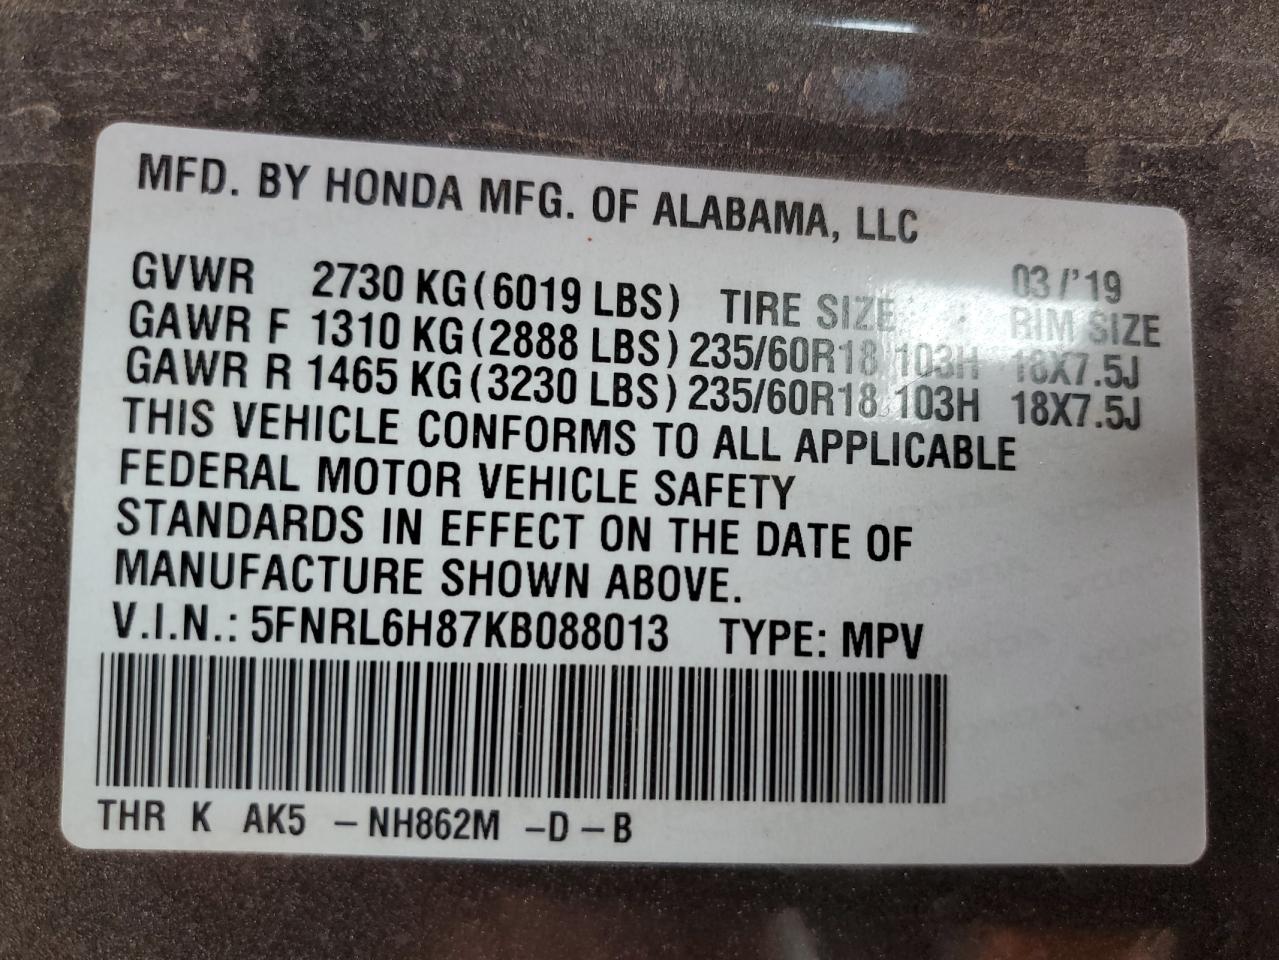 MFD. BY HONDA MFG. OF ALABAMA, LLC
03/'19
GVWR 2730 KG (6019 LBS) TIRE SIZE RIM SIZE
GAWR F 1310 KG (2888 LBS) 235/60R18 103H 18X7.5J
GAWR R 1465 KG (3230 LBS) 235/60R18 103H 18X7.5J
THIS VEHICLE CONFORMS TO ALL APPLICABLE
FEDERAL MOTOR VEHICLE SAFETY
STANDARDS IN EFFECT ON THE DATE OF
MANUFACTURE SHOWN ABOVE.
V.I.N.: 5FNRL6H87KB088013 TYPE: MPV
THR K AK5 - NH862M - D - B